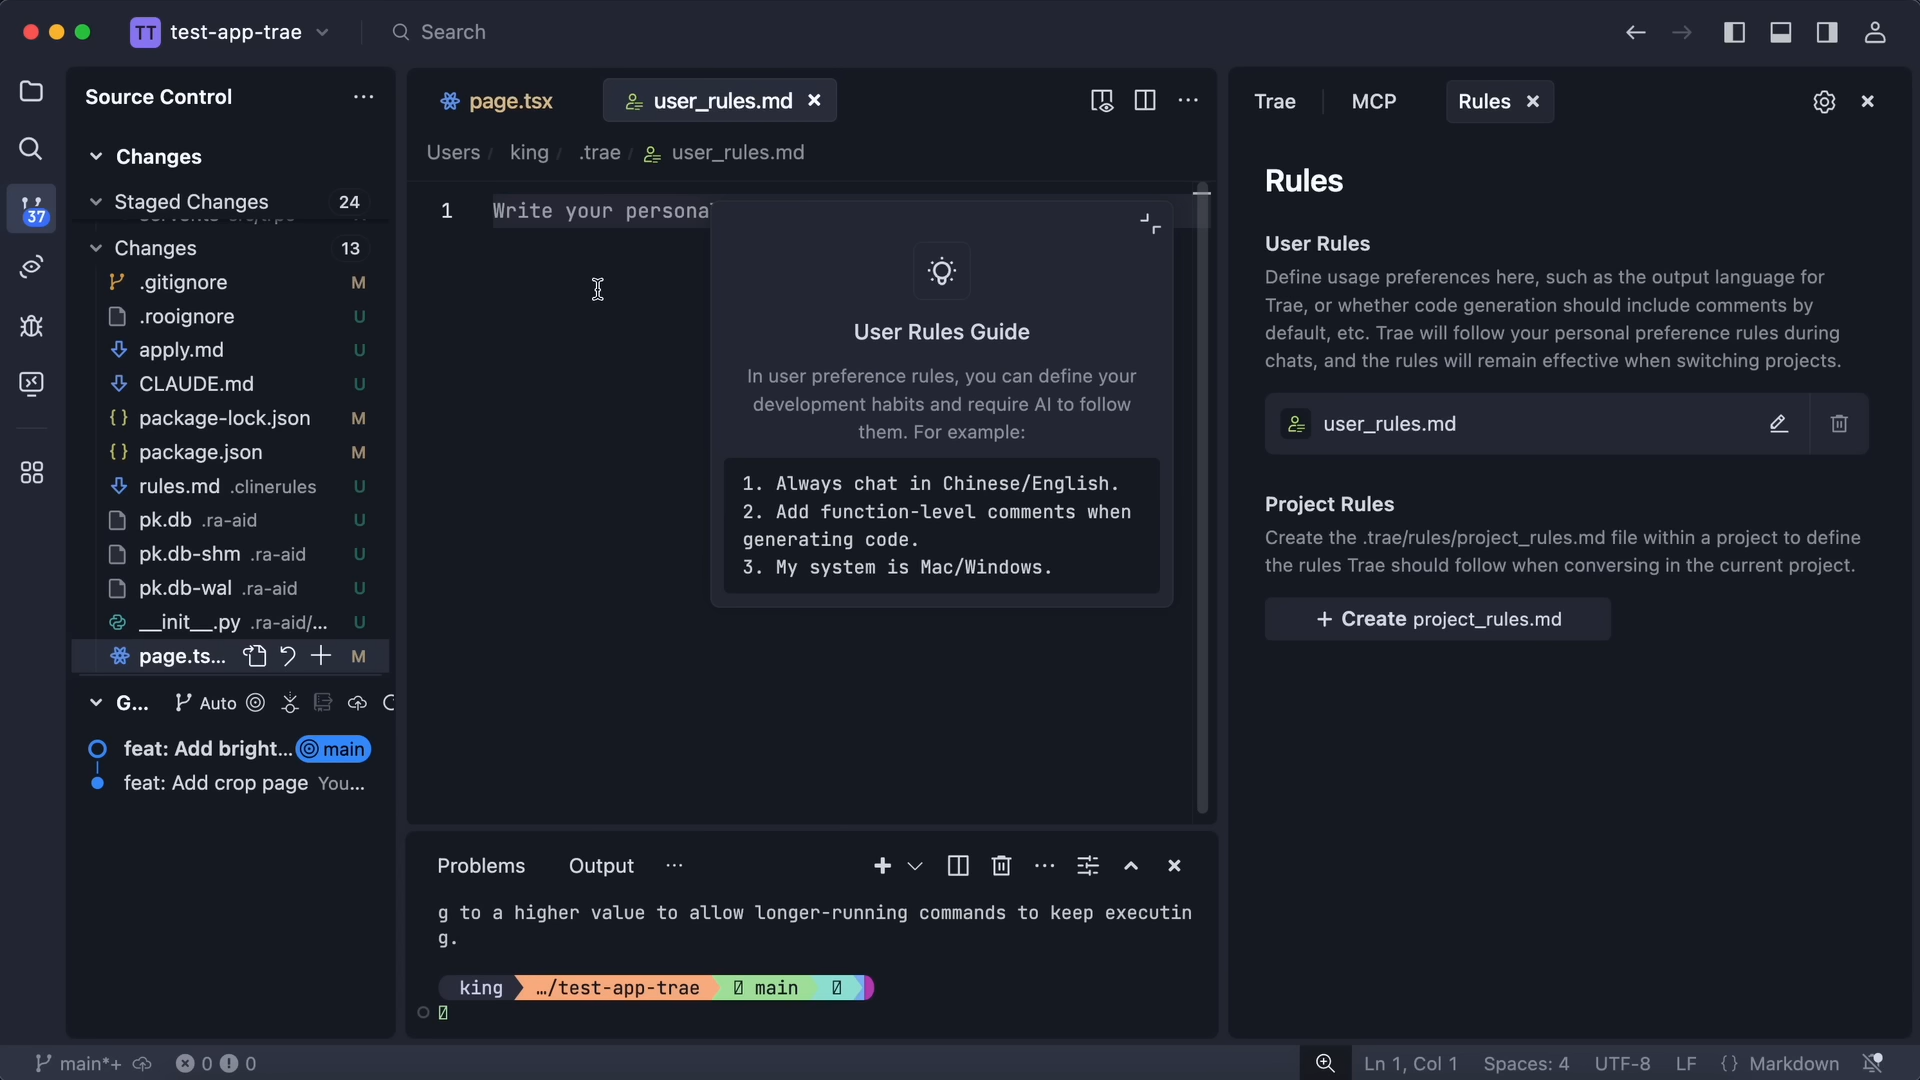 TT test-app-trae
Search
Source Control
Changes
Staged Changes 24
Changes 13
.gitignore M
.rooignore U
apply.md U
CLAUDE.md U
package-lock.json M
package.json M
rules.md .clinerules U
pk.db .ra-aid U
pk.db-shm .ra-aid U
pk.db-wal .ra-aid U
__init__.py .ra-aid/... U
page.ts... M
37
G... Auto
feat: Add bright... main
feat: Add crop page You...
page.tsx user_rules.md
Users / king / .trae / user_rules.md
1 Write your persona
User Rules Guide
In user preference rules, you can define your
development habits and require AI to follow
them. For example:
1. Always chat in Chinese/English.
2. Add function-level comments when
generating code.
3. My system is Mac/Windows.
Problems Output
g to a higher value to allow longer-running commands to keep executin
g.
king …/test-app-trae main
Trae MCP Rules
Rules
User Rules
Define usage preferences here, such as the output language for
Trae, or whether code generation should include comments by
default, etc. Trae will follow your personal preference rules during
chats, and the rules will remain effective when switching projects.
user_rules.md
Project Rules
Create the .trae/rules/project_rules.md file within a project to define
the rules Trae should follow when conversing in the current project.
+ Create project_rules.md
main*+ 0 0
Ln 1, Col 1 Spaces: 4 UTF-8 LF {} Markdown